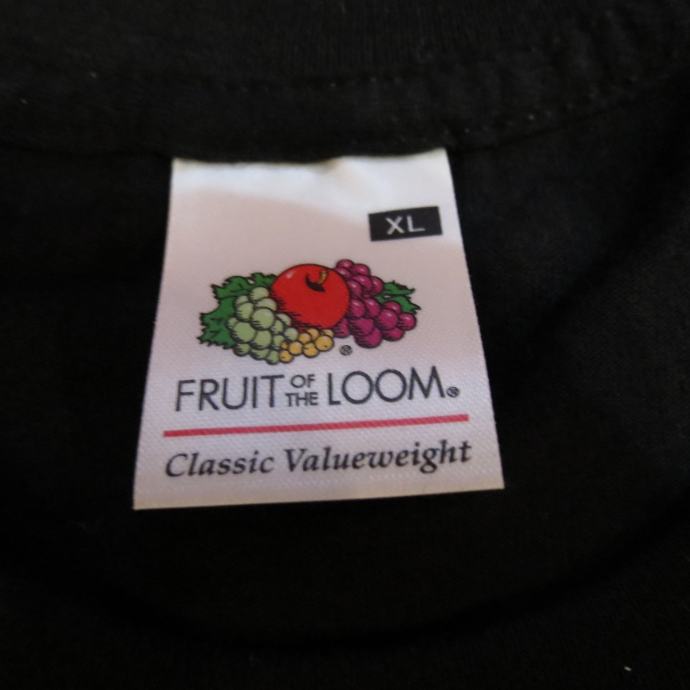 XL
®
FRUIT OF THE LOOM®
Classic Valueweight